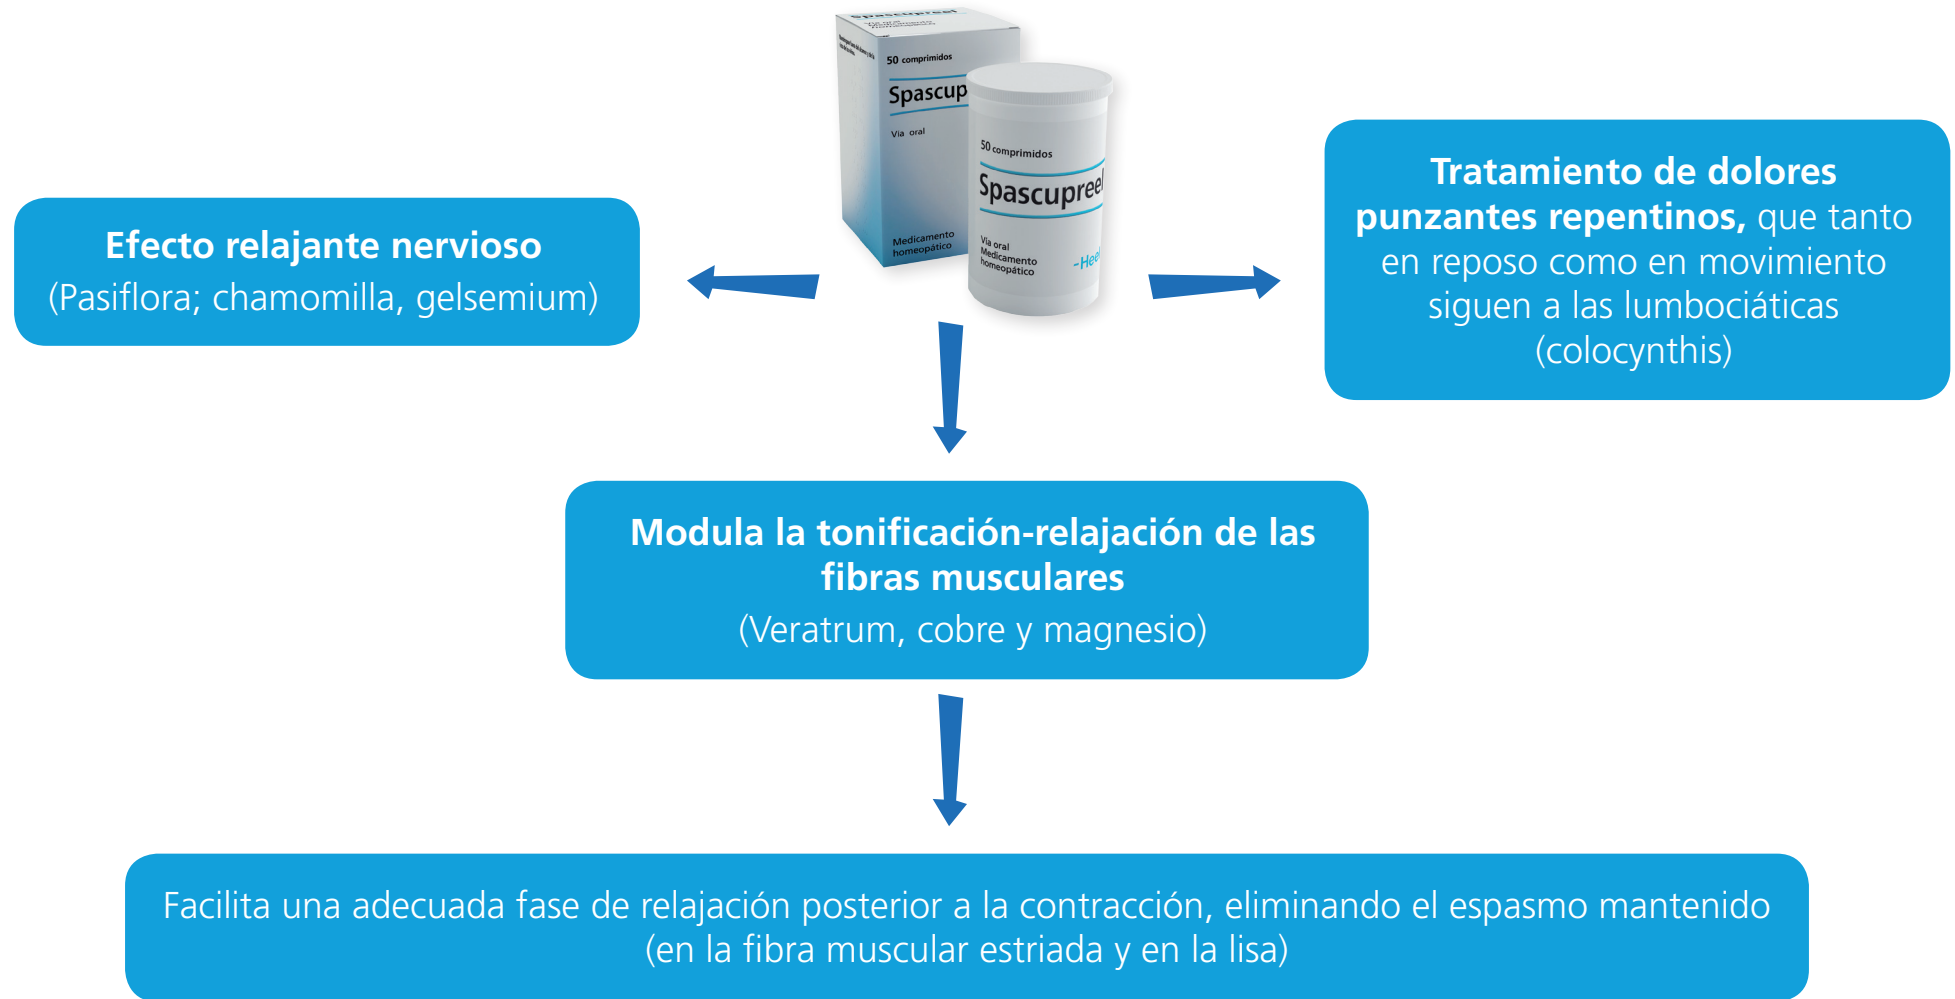 Spascupreel
50 comprimidos
Spascup
Vía oral
Medicamento
homeopático
50 comprimidos
Spascupreel
Vía oral
Medicamento
homeopático
-Heel
Efecto relajante nervioso
(Pasiflora; chamomilla, gelsemium)
Tratamiento de dolores
punzantes repentinos, que tanto
en reposo como en movimiento
siguen a las lumbociáticas
(colocynthis)
Modula la tonificación-relajación de las
fibras musculares
(Veratrum, cobre y magnesio)
Facilita una adecuada fase de relajación posterior a la contracción, eliminando el espasmo mantenido
(en la fibra muscular estriada y en la lisa)